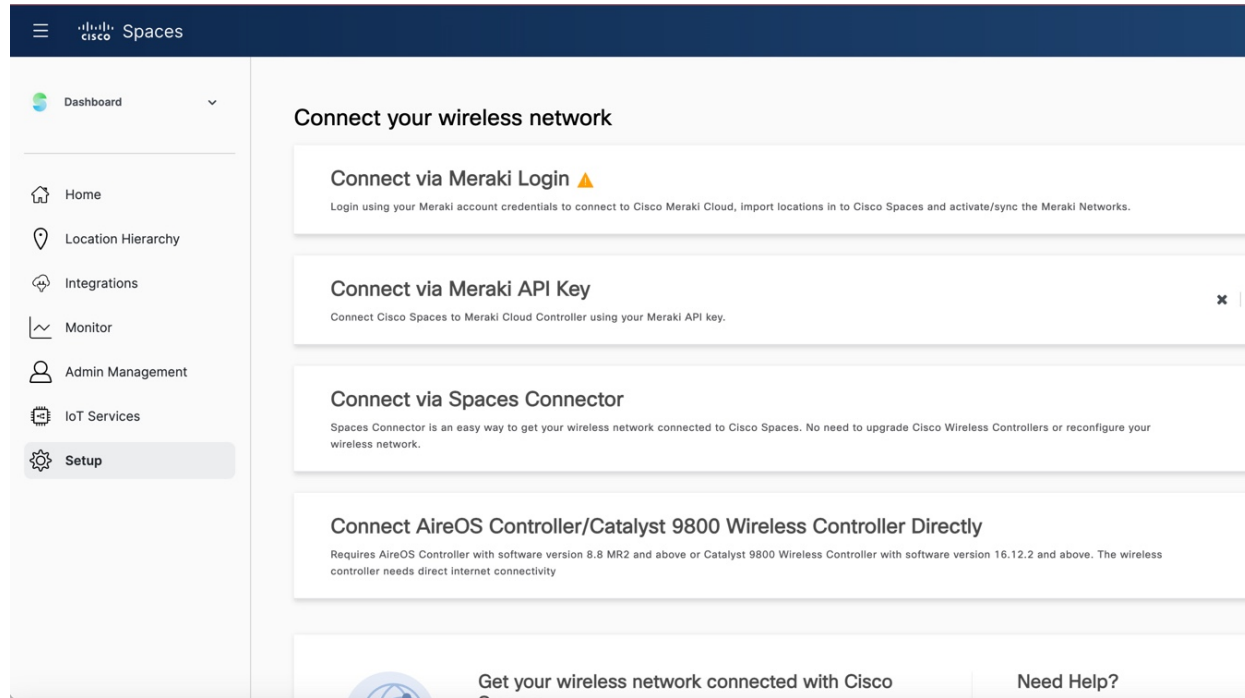 cisco Spaces
Dashboard
Home
Location Hierarchy
Integrations
Monitor
Admin Management
IoT Services
Setup
Connect your wireless network
Connect via Meraki Login
Login using your Meraki account credentials to connect to Cisco Meraki Cloud, import locations in to Cisco Spaces and activate/sync the Meraki Networks.
Connect via Meraki API Key
Connect Cisco Spaces to Meraki Cloud Controller using your Meraki API key.
Connect via Spaces Connector
Spaces Connector is an easy way to get your wireless network connected to Cisco Spaces. No need to upgrade Cisco Wireless Controllers or reconfigure your
wireless network.
Connect AireOS Controller/Catalyst 9800 Wireless Controller Directly
Requires AireOS Controller with software version 8.8 MR2 and above or Catalyst 9800 Wireless Controller with software version 16.12.2 and above. The wireless
controller needs direct internet connectivity
Get your wireless network connected with Cisco
Need Help?